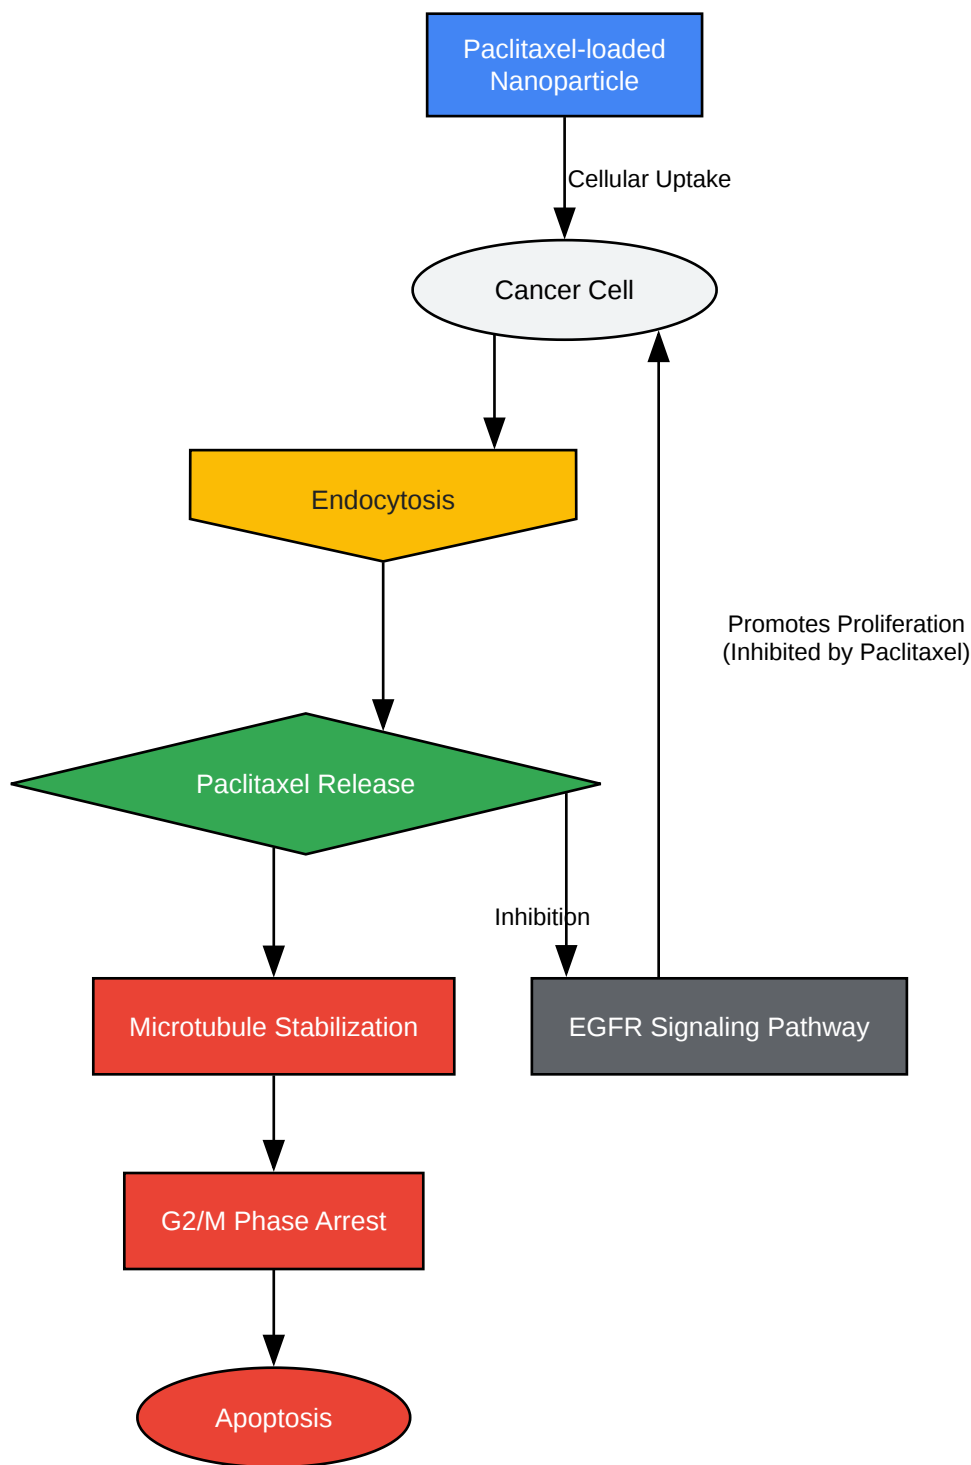 Paclitaxel-loaded
Nanoparticle
Cellular Uptake
Cancer Cell
Endocytosis
Promotes Proliferation
(Inhibited by Paclitaxel)
Paclitaxel Release
Inhibition
Microtubule Stabilization
EGFR Signaling Pathway
G2/M Phase Arrest
Apoptosis